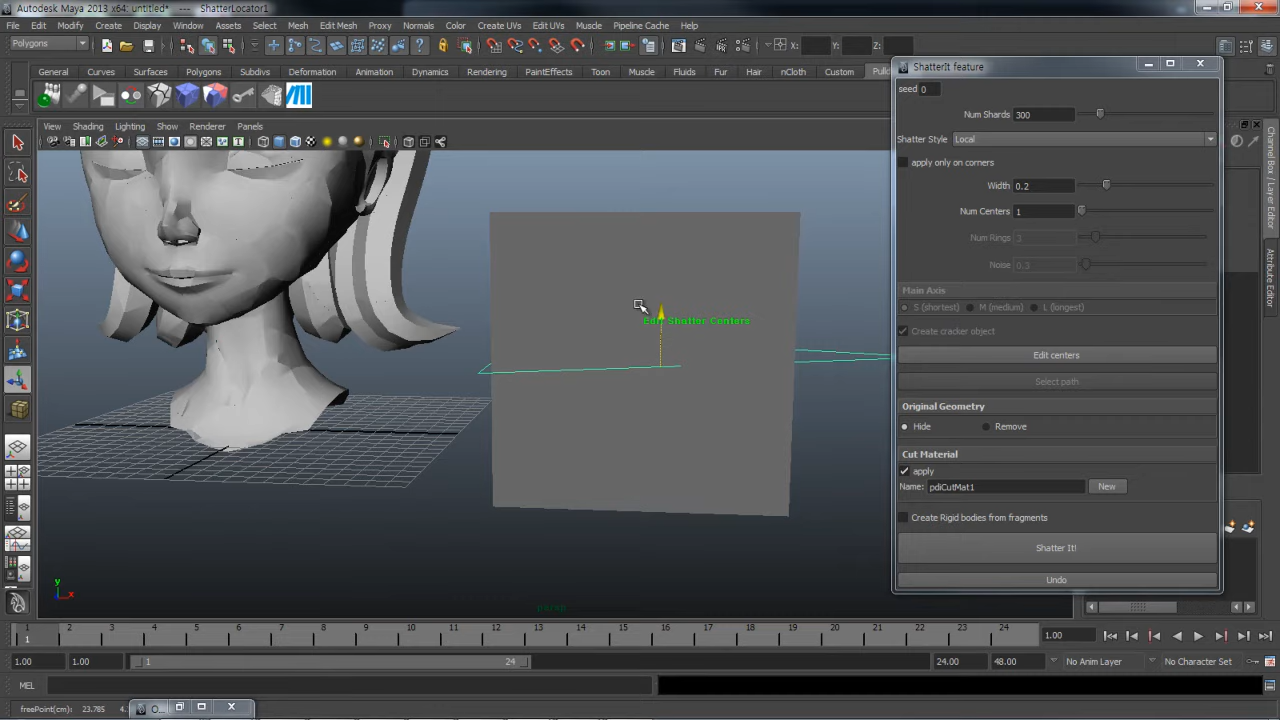 Autodesk Maya 2013 x64: untitled* --- ShatterLocator1
File Edit Modify Create Display Window Assets Select Mesh Edit Mesh Proxy Normals Color Create UVs Edit UVs Muscle Pipeline Cache Help
Polygons X: Y: Z:
General Curves Surfaces Polygons Subdivs Deformation Animation Dynamics Rendering PaintEffects Toon Muscle Fluids Fur Hair nCloth Custom
View Shading Lighting Show Renderer Panels
ShatterIt feature
seed 0
Num Shards 300
Shatter Style Local
apply only on corners
Width 0.2
Num Centers 1
Num Rings 3
Noise 0.3
Main Axis
S (shortest) M (medium) L (longest)
Create cracker object
Edit centers
Select path
Original Geometry
Hide Remove
Cut Material
apply
Name: pdiCutMat1 New
Create Rigid bodies from fragments
Shatter It!
Undo
Channel Box / Layer Editor
Attribute Editor
Edit Shatter Centers
y
x
persp
1 2 3 4 5 6 7 8 9 10 11 12 13 14 15 16 17 18 19 20 21 22 23 24
1 1.00
1.00 1.00 1 24 24.00 48.00 No Anim Layer No Character Set
MEL
freePoint(cm): 23.785 4. O...